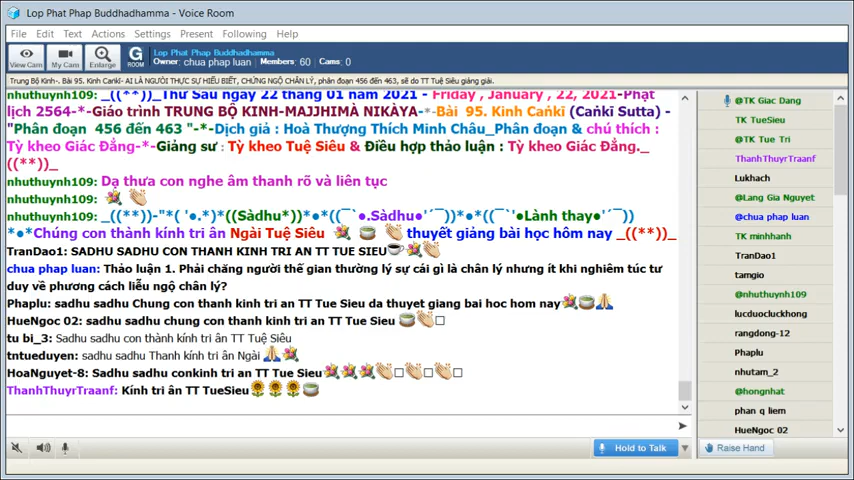 Lop Phat Phap Buddhadhamma - Voice Room
File Edit Text Actions Settings Present Following Help
View Cam
My Cam
Enlarge
G
ROOM
Lop Phat Phap Buddhadhamma
Owner: chua phap luan Members: 60 Cams: 0
Trung Bộ Kinh-. Bài 95. Kinh Cankī- AI LÀ NGƯỜI THỰC SỰ HIỂU BIẾT, CHỨNG NGỘ CHÂN LÝ, phân đoạn 456 đến 463, sẽ do TT Tuệ Siêu giảng giải.
nhuthuynh109: _((**))_Thứ Sáu ngày 22 tháng 01 năm 2021 - Friday, January, 22, 2021-Phật
lịch 2564-*-Giáo trình TRUNG BỘ KINH-MAJJHIMÀ NIKÀYA-*-Bài 95. Kinh Cankī (Caṅkī Sutta) -
"Phân đoạn 456 đến 463 "-*-Dịch giả : Hoà Thượng Thích Minh Châu_Phân đoạn & chú thích :
Tỳ kheo Giác Đẳng-*-Giảng sư : Tỳ kheo Tuệ Siêu & Điều hợp thảo luận : Tỳ kheo Giác Đẳng._
((**))_
nhuthuynh109: Dạ thưa con nghe âm thanh rõ và liên tục
nhuthuynh109:
nhuthuynh109: _((**))-"*( '●.*)*((Sàdhu*))*●*((¯`●.Sàdhu●'´¯))*●*((¯`'●Lành thay●'´¯))
*●*Chúng con thành kính tri ân Ngài Tuệ Siêu thuyết giảng bài học hôm nay _((**))_
TranDao1: SADHU SADHU CON THANH KINH TRI AN TT TUE SIEU
chua phap luan: Thảo luận 1. Phải chăng người thế gian thường lý sự cái gì là chân lý nhưng ít khi nghiêm túc tư
duy về phương cách liễu ngộ chân lý?
Phaplu: sadhu sadhu Chung con thanh kinh tri an TT Tue Sieu da thuyet giang bai hoc hom nay
HueNgoc 02: sadhu sadhu chung con thanh kinh tri an TT Tue Sieu
tu bi_3: Sadhu sadhu con thành kính tri ân TT Tuệ Siêu
tntueduyen: sadhu sadhu Thanh kính tri ân Ngài
HoaNguyet-8: Sadhu sadhu conkinh tri an TT Tue Sieu
ThanhThuyrTraanf: Kính tri ân TT TueSieu
Hold to Talk
@TK Giac Dang
TK TueSieu
@TK Tue Tri
ThanhThuyrTraanf
Lukhach
@Lang Gia Nguyet
@chua phap luan
TK minhhanh
TranDao1
tamgio
@nhuthuynh109
lucduocluckhong
rangdong-12
Phaplu
nhutam_2
@hongnhat
phan q liem
HueNgoc 02
Raise Hand